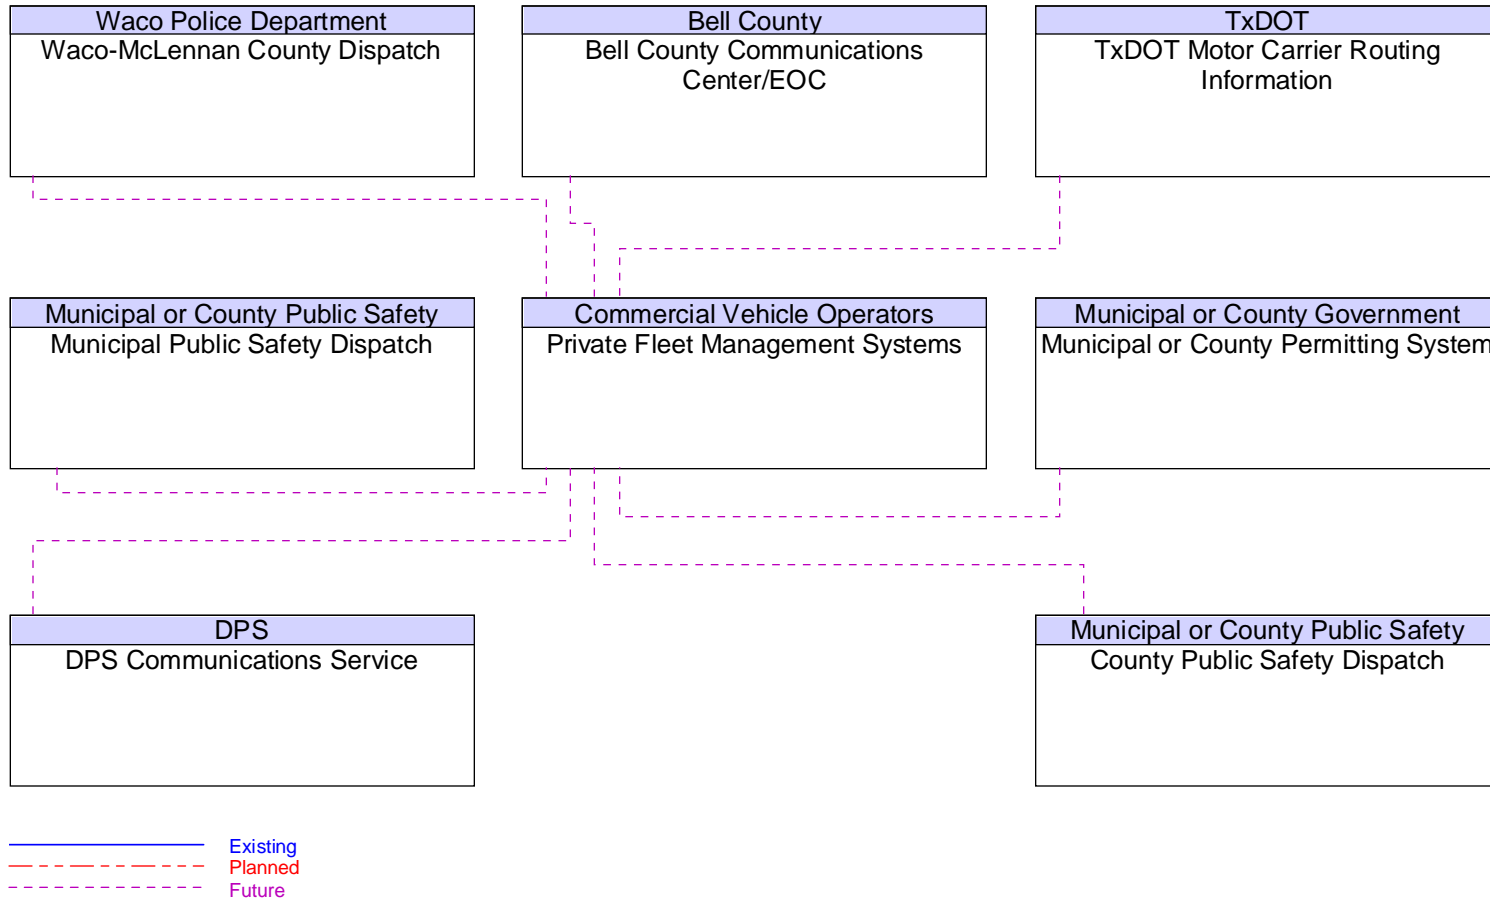 Waco Police Department
Waco-McLennan County Dispatch
Bell County
Bell County Communications
Center/EOC
TxDOT
TxDOT Motor Carrier Routing
Information
Municipal or County Public Safety
Municipal Public Safety Dispatch
Commercial Vehicle Operators
Private Fleet Management Systems
Municipal or County Government
Municipal or County Permitting System
DPS
DPS Communications Service
Municipal or County Public Safety
County Public Safety Dispatch
Existing
Planned
Future